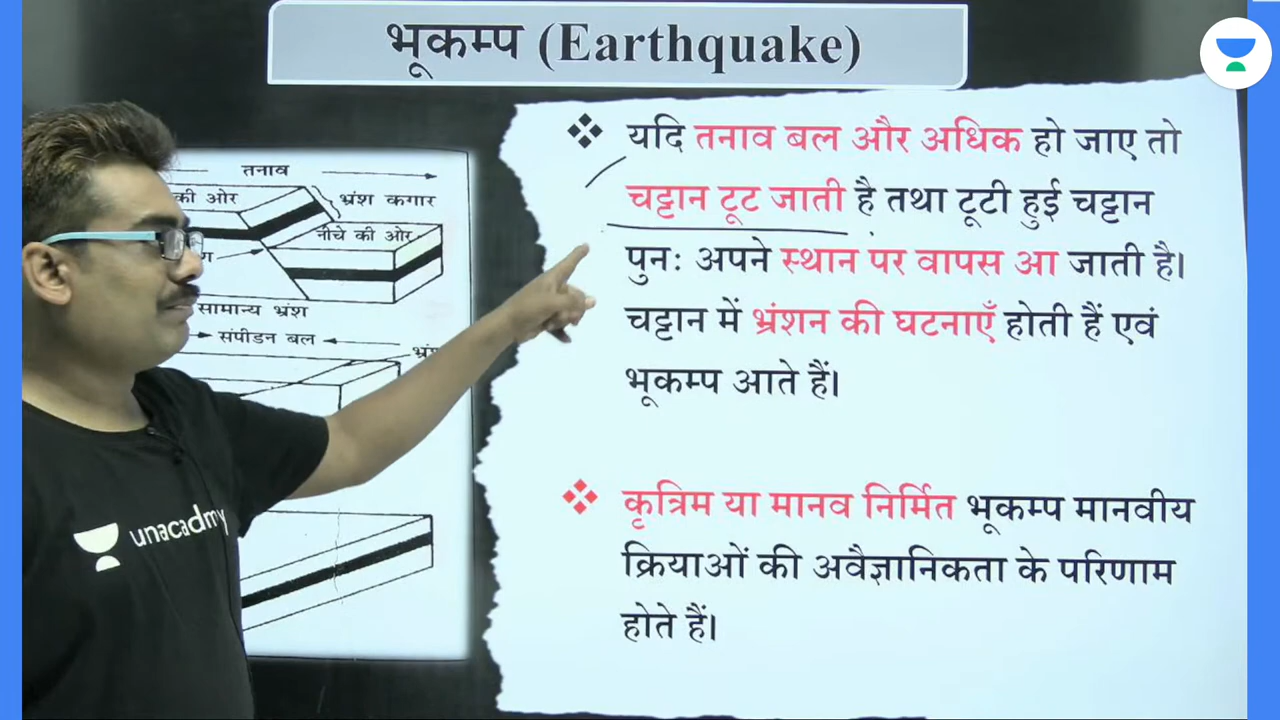 भूकम्प (Earthquake)
तनाव
की ओर
भ्रंश कगार
नीचे की ओर
सामान्य भ्रंश
संपीडन बल
unacademy
यदि तनाव बल और अधिक हो जाए तो
चट्टान टूट जाती है तथा टूटी हुई चट्टान
पुनः अपने स्थान पर वापस आ जाती है।
चट्टान में भ्रंशन की घटनाएँ होती हैं एवं
भूकम्प आते हैं।
कृत्रिम या मानव निर्मित भूकम्प मानवीय
क्रियाओं की अवैज्ञानिकता के परिणाम
होते हैं।